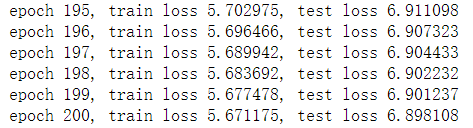 epoch 195, train loss 5.702975, test loss 6.911098
epoch 196, train loss 5.696466, test loss 6.907323
epoch 197, train loss 5.689942, test loss 6.904433
epoch 198, train loss 5.683692, test loss 6.902232
epoch 199, train loss 5.677478, test loss 6.901237
epoch 200, train loss 5.671175, test loss 6.898108